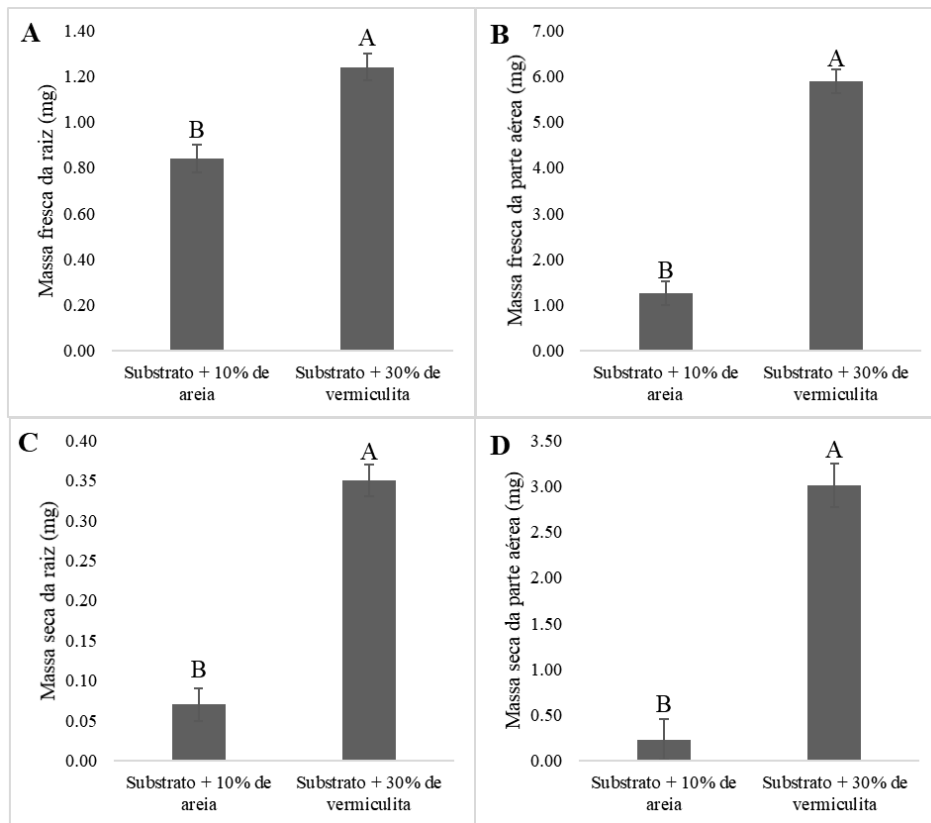 A
Massa fresca da raiz (mg)
1.40
1.20
1.00
0.80
0.60
0.40
0.20
0.00
B
A
Substrato + 10% de
areia
Substrato + 30% de
vermiculita
B
Massa fresca da parte aérea (mg)
7.00
6.00
5.00
4.00
3.00
2.00
1.00
0.00
B
A
Substrato + 10% de
areia
Substrato + 30% de
vermiculita
C
Massa seca da raiz (mg)
0.40
0.35
0.30
0.25
0.20
0.15
0.10
0.05
0.00
B
A
Substrato + 10% de
areia
Substrato + 30% de
vermiculita
D
Massa seca da parte aérea (mg)
3.50
3.00
2.50
2.00
1.50
1.00
0.50
0.00
B
A
Substrato + 10% de
areia
Substrato + 30% de
vermiculita